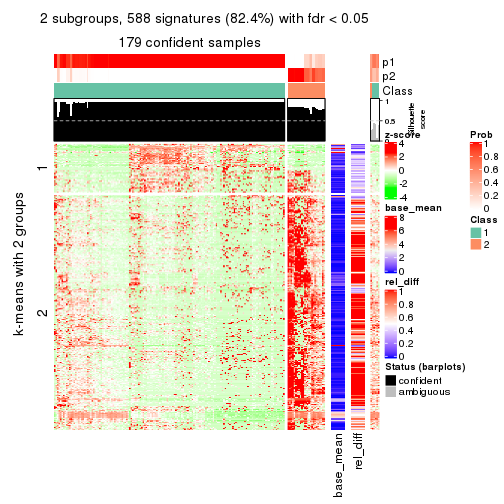 2 subgroups, 588 signatures (82.4%) with fdr < 0.05
179 confident samples
p1
p2
Class
1
0.5
0
Silhouette
score
k-means with 2 groups
1
2
base_mean
rel_diff
z-score
4
2
0
-2
-4
base_mean
8
6
4
2
0
rel_diff
1
0.8
0.6
0.4
0.2
0
Status (barplots)
confident
ambiguous
Prob
1
0.8
0.6
0.4
0.2
0
Class
1
2